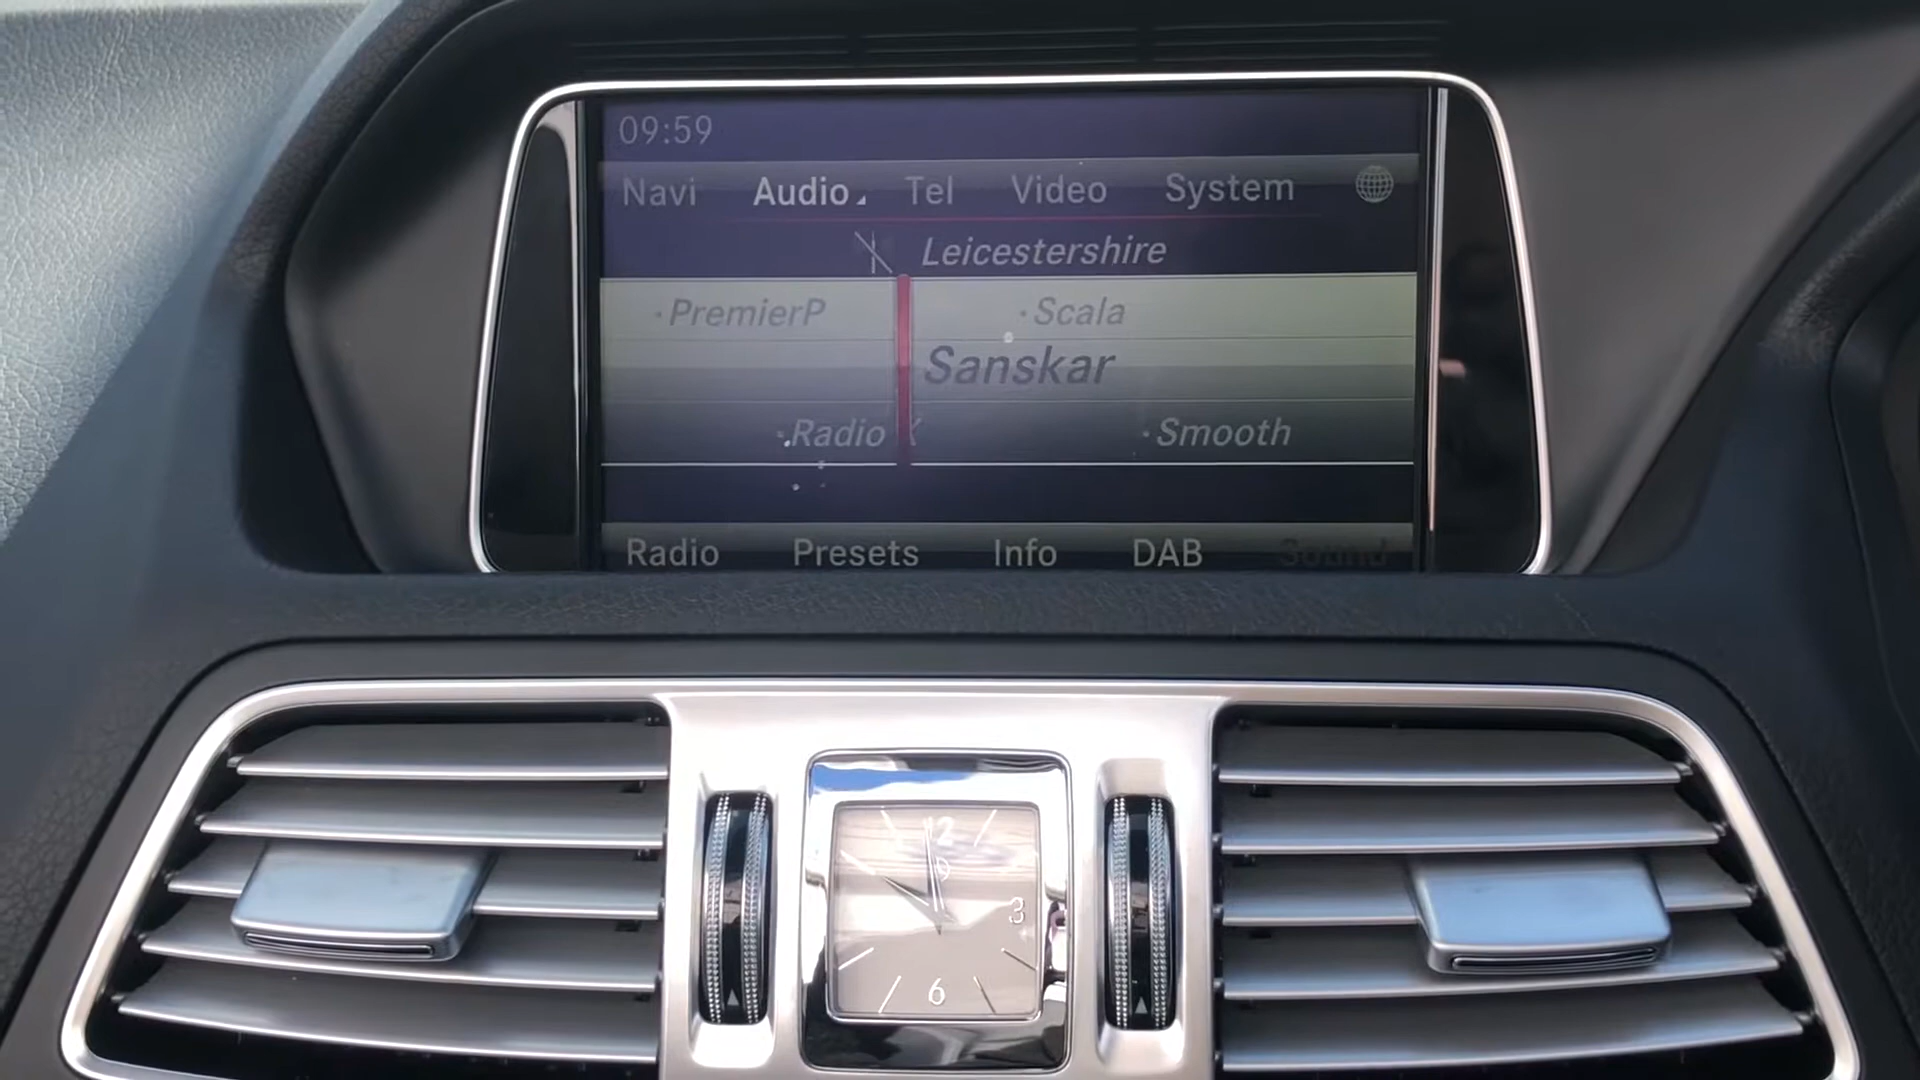 09:59
Navi Audio Tel Video System
Leicestershire
·PremierP ·Scala
Sanskar
·Radio X ·Smooth
Radio Presets Info DAB Sound
12
3
6